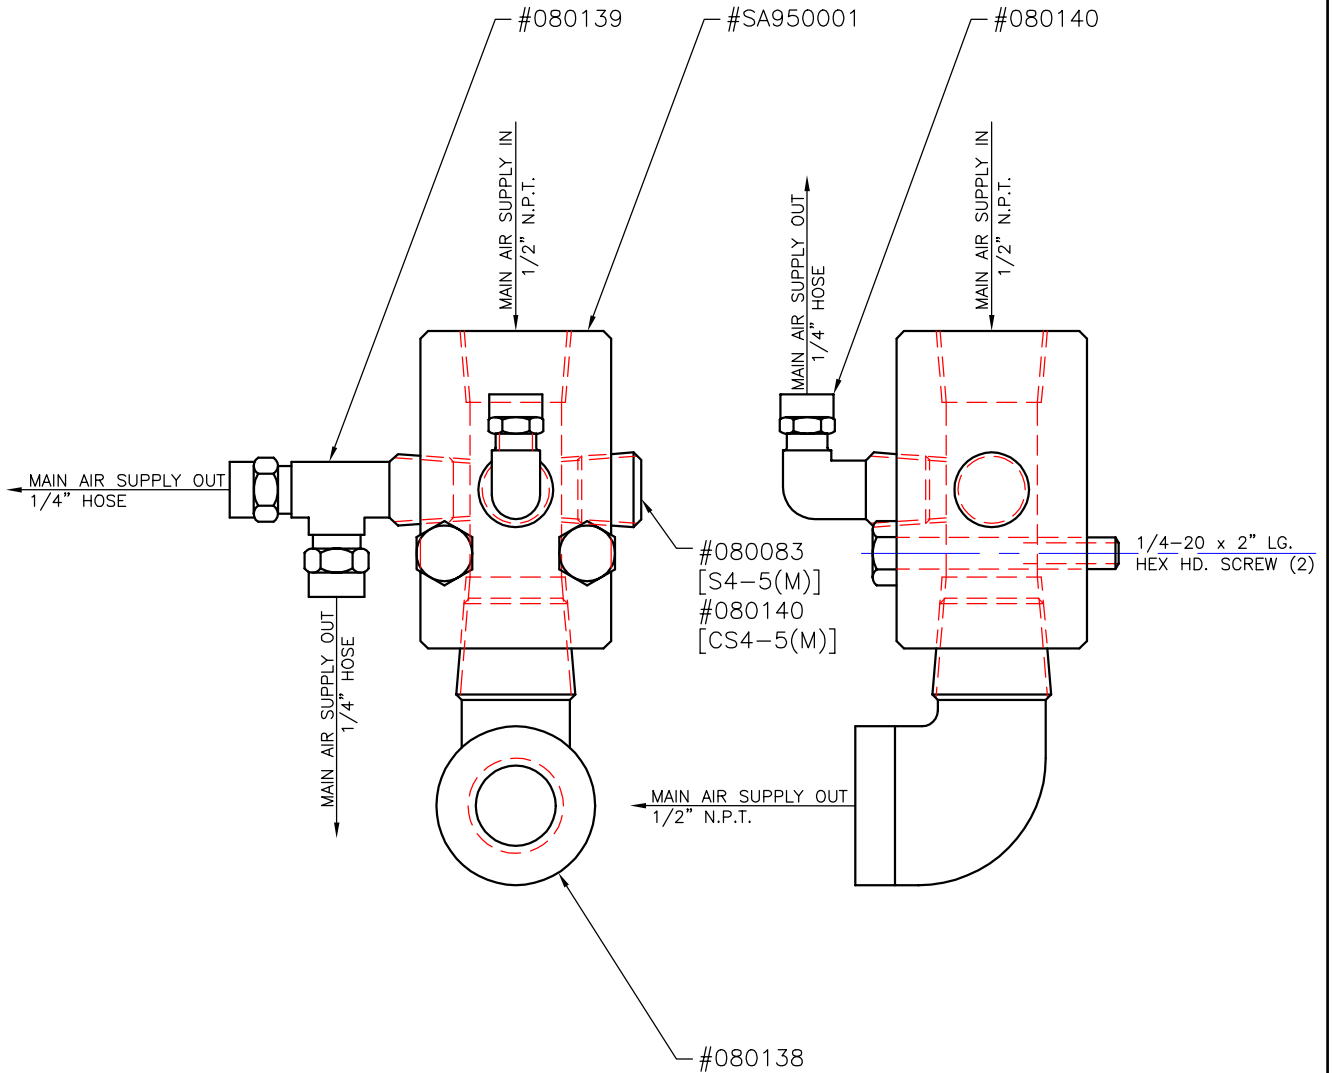 #080139
#SA950001
#080140
MAIN AIR SUPPLY IN
1/2" N.P.T.
MAIN AIR SUPPLY OUT
1/4" HOSE
MAIN AIR SUPPLY IN
1/2" N.P.T.
MAIN AIR SUPPLY OUT
1/4" HOSE
#080083
[S4-5(M)]
#080140
[CS4-5(M)]
1/4-20 x 2" LG.
HEX HD. SCREW (2)
MAIN AIR SUPPLY OUT
1/4" HOSE
MAIN AIR SUPPLY OUT
1/2" N.P.T.
#080138